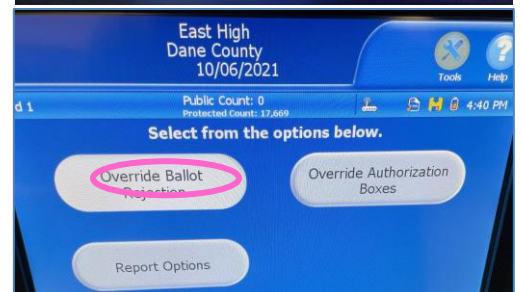 East High
Dane County
10/06/2021
Tools
Help
d 1
Public Count: 0
Protected Count: 17,669
4:40 PM
Select from the options below.
Override Ballot
Rejection
Override Authorization
Boxes
Report Options